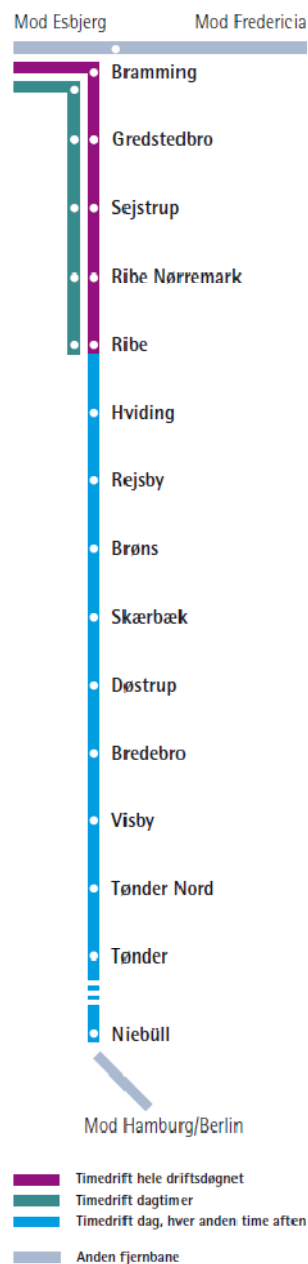 Mod Esbjerg Mod Fredericia
Bramming
Gredstedbro
Sejstrup
Ribe Nørremark
Ribe
Hviding
Rejsby
Brøns
Skærbæk
Døstrup
Bredebro
Visby
Tønder Nord
Tønder
Niebüll
Mod Hamburg/Berlin
Timedrift hele driftsdøgnet
Timedrift dagtimer
Timedrift dag, hver anden time aften
Anden fjernbane